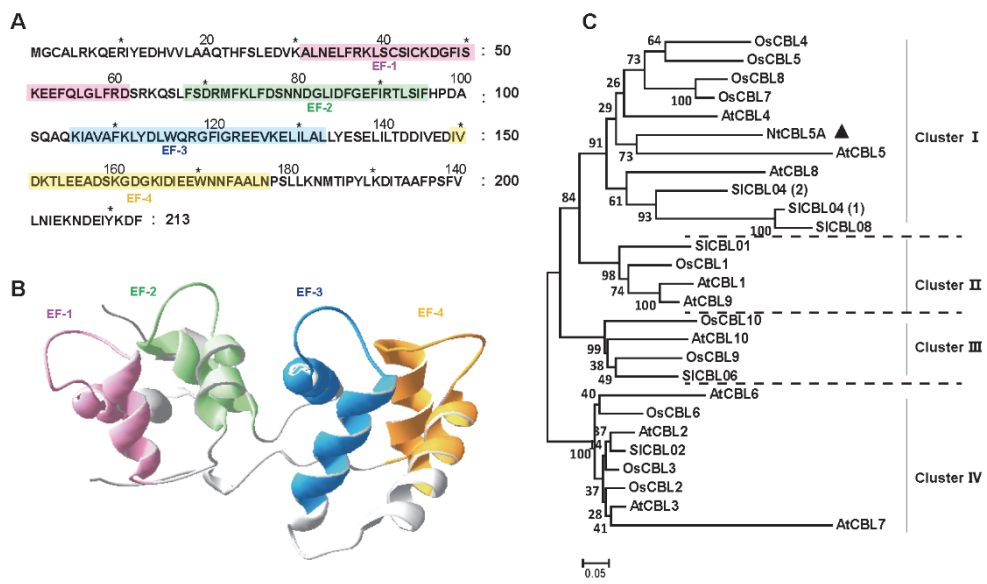 A
20 * 40 *
MGCALRKQERIYEDHVVLAAQTHFSLEDVKALNELFRKLSCSICKDGFIS : 50
EF-1
60 * 80 * 100
KEEFQLGLFRDSRKQSLFSDRMFKLFDSNNDGLIDFGEFIRTLSIFHPDA : 100
EF-2
* 120 * 140 *
SQAQKIAVAFKLYDLWQRGFIGREEVKELILALLYESELILTDDIVEDIV : 150
EF-3
160 * 180 * 200
DKTLEEADSKGDGKIDIEEWNNFAALNPSLLKNMTIPYLKDITAAFPSFV : 200
EF-4
*
LNIEKNDEIYKDF : 213
B
EF-1
EF-2
EF-3
EF-4
C
64 OsCBL4
73 OsCBL5
26 OsCBL8
100 OsCBL7
29 AtCBL4
91 NtCBL5A ▲
73 AtCBL5
Cluster I
84 AtCBL8
61 SlCBL04 (2)
93 SlCBL04 (1)
100 SlCBL08
SlCBL01
98 OsCBL1
74 AtCBL1
100 AtCBL9
Cluster II
OsCBL10
99 AtCBL10
38 OsCBL9
49 SlCBL06
Cluster III
40 AtCBL6
OsCBL6
37 AtCBL2
100 SlCBL02
OsCBL3
37 OsCBL2
28 AtCBL3
41 AtCBL7
Cluster IV
0.05